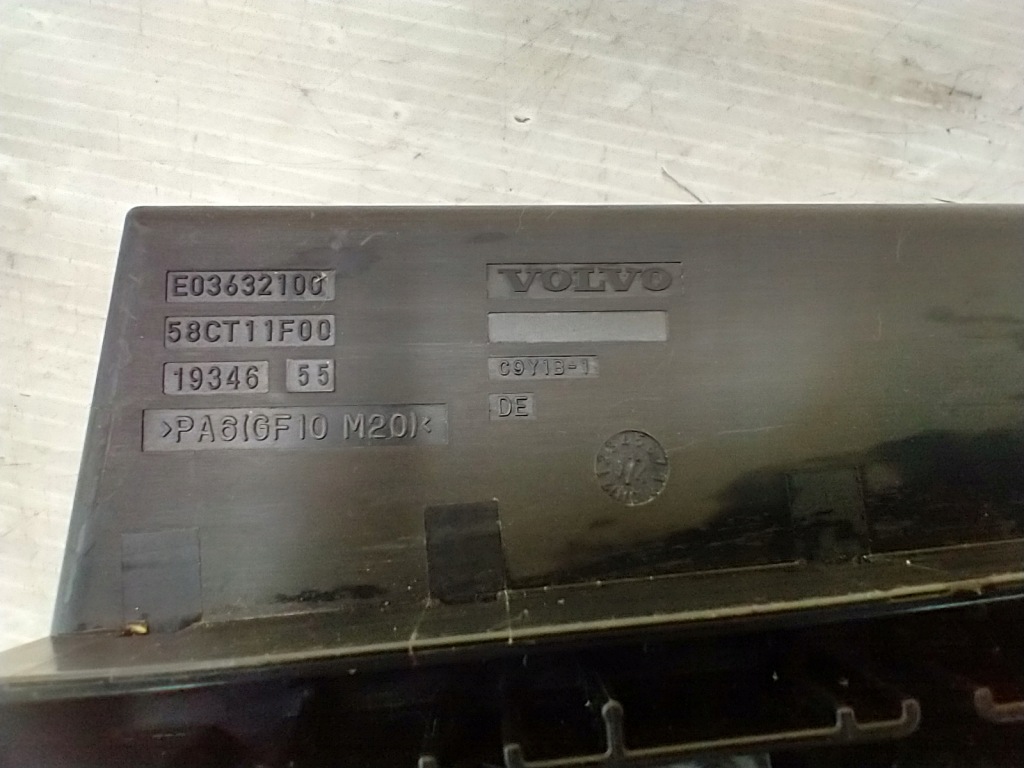 E03632100
58CT11F00
19346 55
>PA6(GF10 M20)<
VOLVO
C9Y1B-1
DE